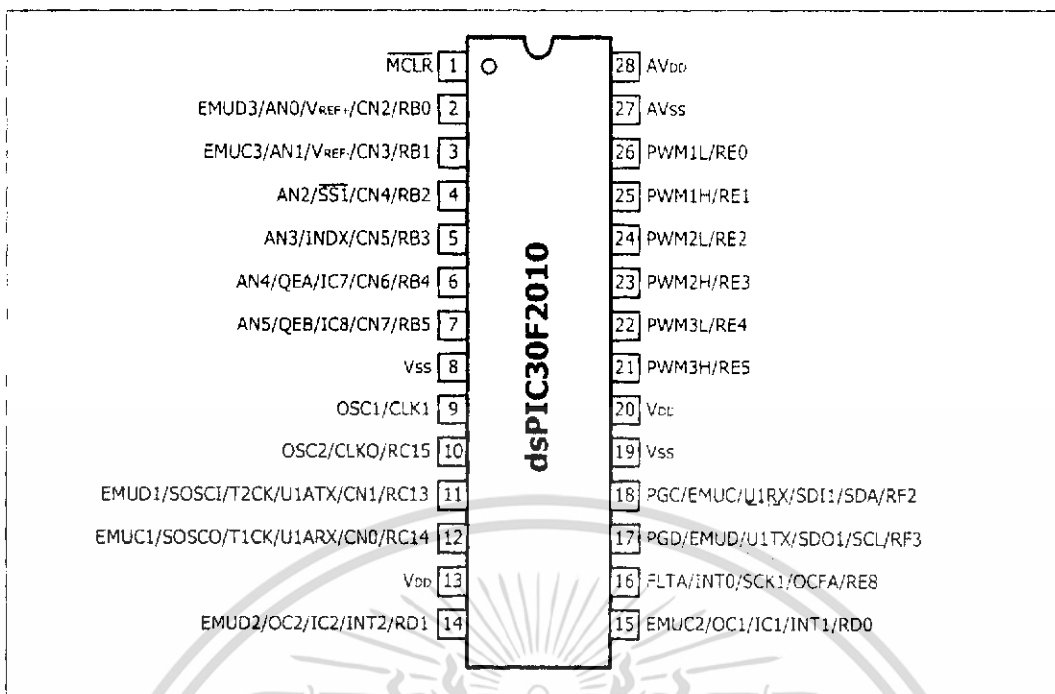 MCLR 1
EMUD3/AN0/VREF+/CN2/RB0 2
EMUC3/AN1/VREF-/CN3/RB1 3
AN2/SS1/CN4/RB2 4
AN3/INDX/CN5/RB3 5
AN4/QEA/IC7/CN6/RB4 6
AN5/QEB/IC8/CN7/RB5 7
VSS 8
OSC1/CLK1 9
OSC2/CLKO/RC15 10
EMUD1/SOSCI/T2CK/U1ATX/CN1/RC13 11
EMUC1/SOSCO/T1CK/U1ARX/CN0/RC14 12
VDD 13
EMUD2/OC2/IC2/INT2/RD1 14
dsPIC30F2010
28 AVDD
27 AVSS
26 PWM1L/RE0
25 PWM1H/RE1
24 PWM2L/RE2
23 PWM2H/RE3
22 PWM3L/RE4
21 PWM3H/RE5
20 VDD
19 VSS
18 PGC/EMUC/U1RX/SDI1/SDA/RF2
17 PGD/EMUD/U1TX/SDO1/SCL/RF3
16 FLTA/INT0/SCK1/OCFA/RE8
15 EMUC2/OC1/IC1/INT1/RD0